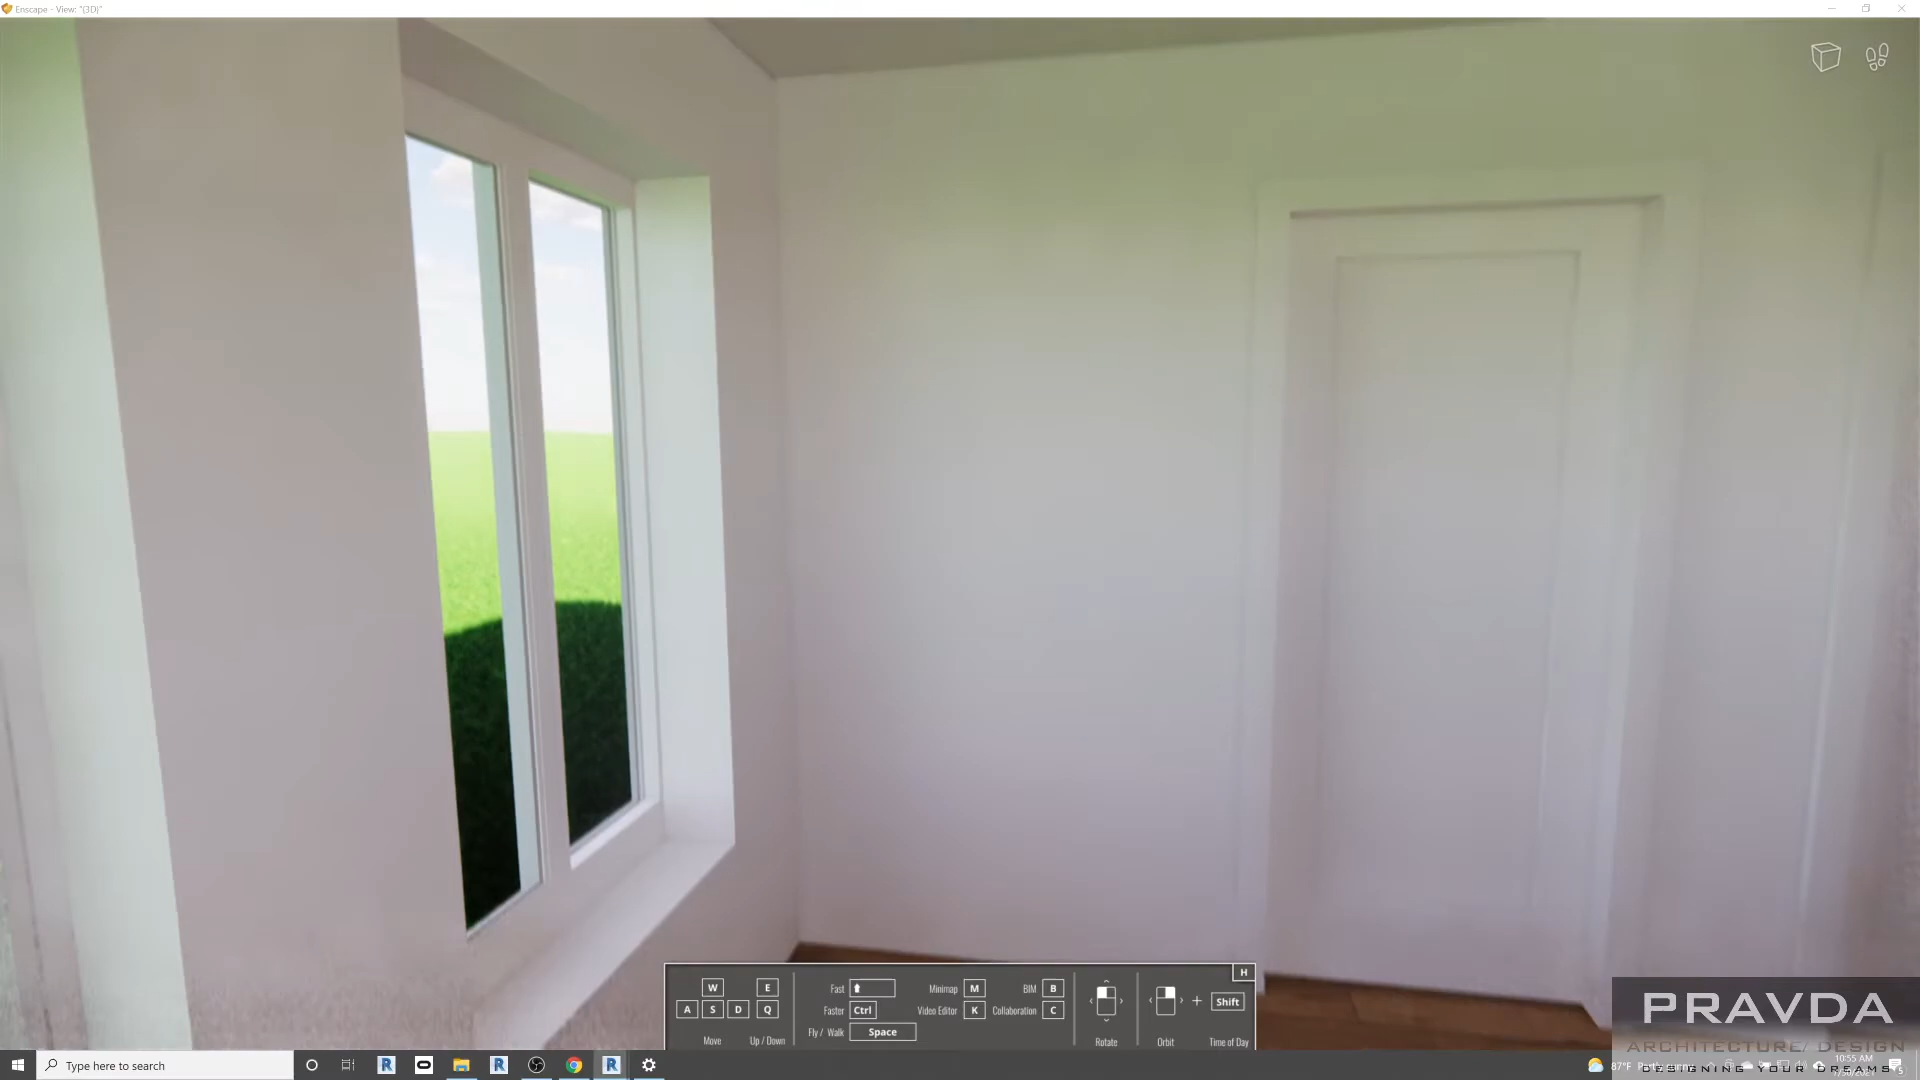 Enscape - View: "{3D}"
W
E
A
S
D
Q
Move
Up / Down
Fast
Faster
Ctrl
Fly / Walk
Space
Minimap
M
Video Editor
K
BIM
B
Collaboration
C
Rotate
Orbit
+
Shift
Time of Day
H
PRAVDA
ARCHITECTURE/ DESIGN
DESIGNING YOUR DREAMS
Type here to search
87°F
10:55 AM